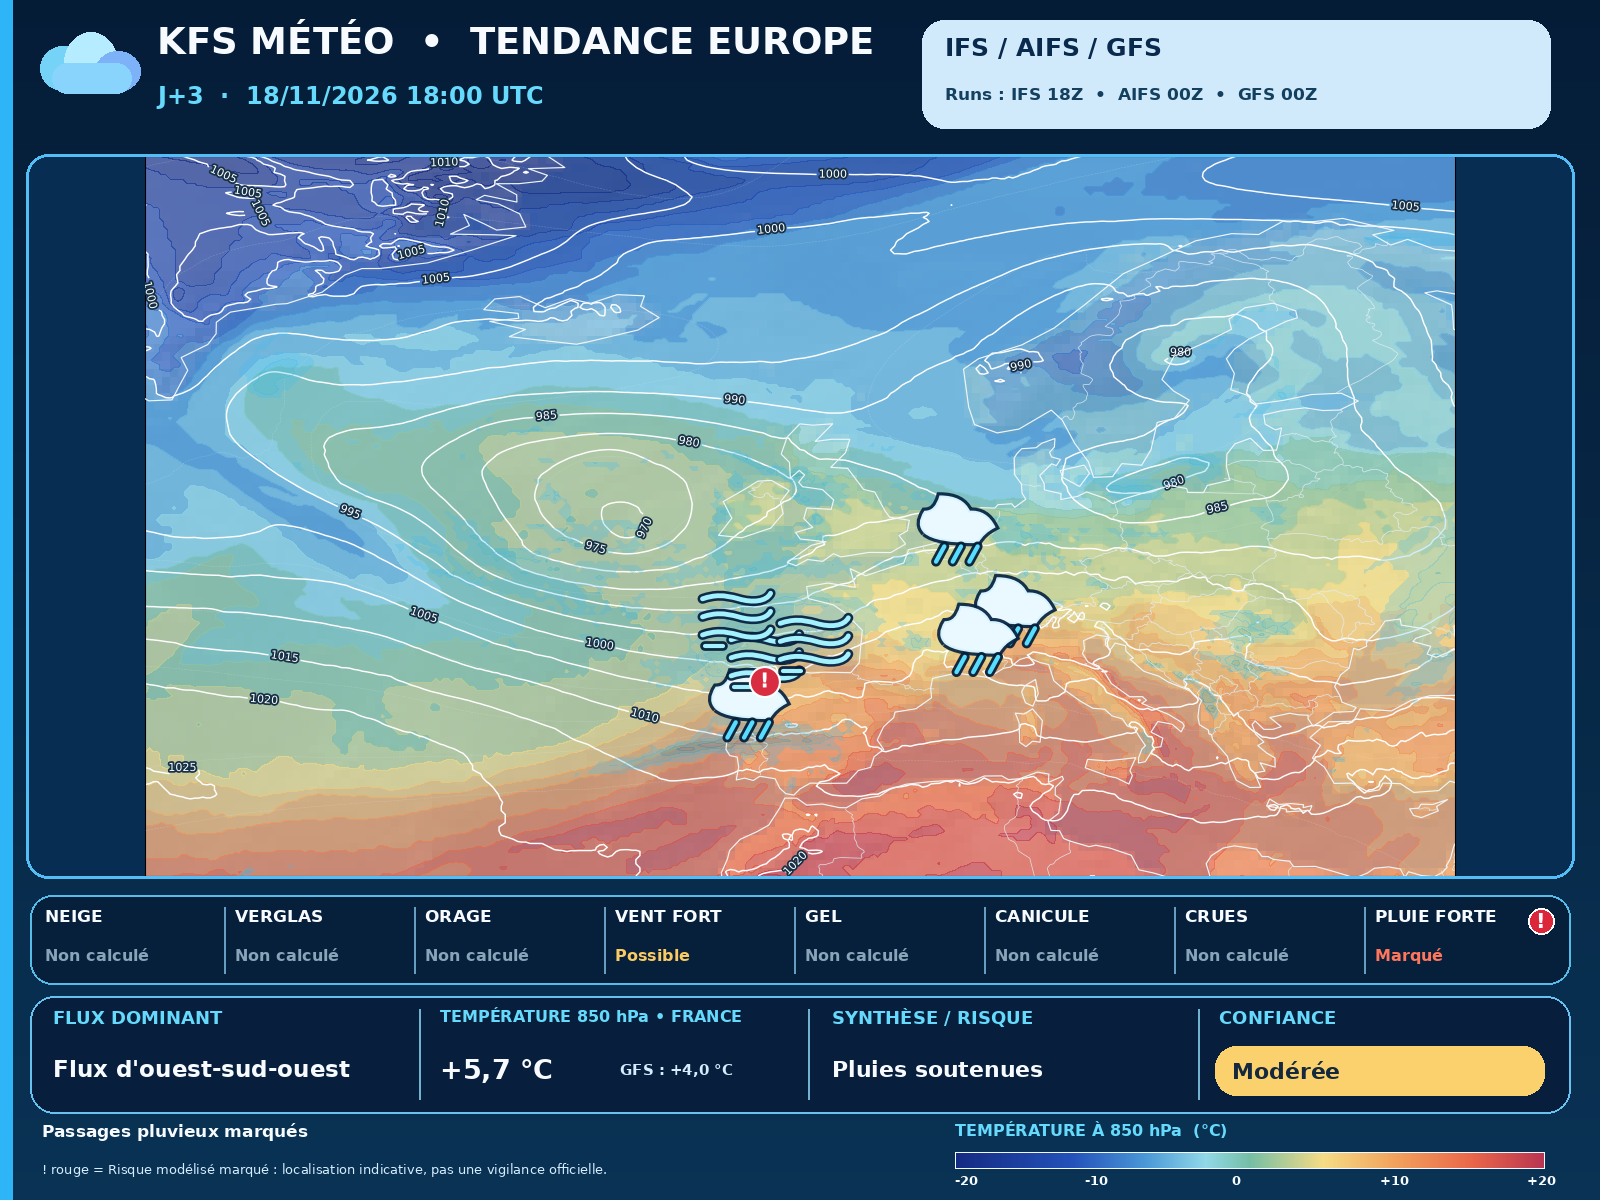 KFS MÉTÉO • TENDANCE EUROPE
J+3 · 18/11/2026 18:00 UTC
IFS / AIFS / GFS
Runs : IFS 18Z • AIFS 00Z • GFS 00Z
1010
1005
1000
1005
1005
1010
1005
1000
1005
1005
1000
980
990
990
985
980
980
985
995
970
975
1005
1000
1015
1020
1010
1025
1020
!
NEIGE
Non calculé
VERGLAS
Non calculé
ORAGE
Non calculé
VENT FORT
Possible
GEL
Non calculé
CANICULE
Non calculé
CRUES
Non calculé
PLUIE FORTE
!
Marqué
FLUX DOMINANT
Flux d'ouest-sud-ouest
TEMPÉRATURE 850 hPa • FRANCE
+5,7 °C
GFS : +4,0 °C
SYNTHÈSE / RISQUE
Pluies soutenues
CONFIANCE
Modérée
Passages pluvieux marqués
! rouge = Risque modélisé marqué : localisation indicative, pas une vigilance officielle.
TEMPÉRATURE À 850 hPa (°C)
-20
-10
0
+10
+20